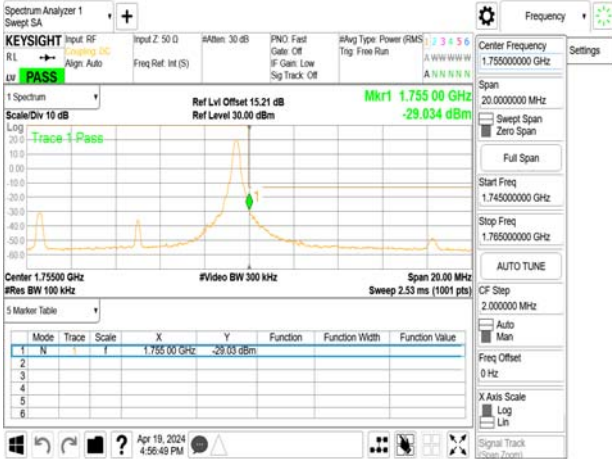 Spectrum Analyzer 1
Swept SA
+
Frequency
KEYSIGHT
Input: RF
Input Z: 50 Ω
#Atten: 30 dB
PNO: Fast
#Avg Type: Power (RMS
1 2 3 4 5 6
RL
Coupling: DC
Gate: Off
Trig: Free Run
A W W W W W
Align: Auto
Freq Ref: Int (S)
IF Gain: Low
LW PASS
Sig Track: Off
A N N N N N
1 Spectrum
Ref Lvl Offset 15.21 dB
Mkr1 1.755 00 GHz
Scale/Div 10 dB
Ref Level 30.00 dBm
-29.034 dBm
Log
Trace 1 Pass
20.0
10.0
0.00
-10.0
-20.0
-30.0
-40.0
-50.0
-60.0
1
Center 1.75500 GHz
#Video BW 300 kHz
Span 20.00 MHz
#Res BW 100 kHz
Sweep 2.53 ms (1001 pts)
5 Marker Table
Mode Trace Scale X Y Function Function Width Function Value
1 N 1 f 1.755 00 GHz -29.03 dBm
2
3
4
5
6
Apr 19, 2024
4:56:49 PM
?
Center Frequency
1.755000000 GHz
Settings
Span
20.0000000 MHz
Swept Span
Zero Span
Full Span
Start Freq
1.745000000 GHz
Stop Freq
1.765000000 GHz
AUTO TUNE
CF Step
2.000000 MHz
Auto
Man
Freq Offset
0 Hz
X Axis Scale
Log
Lin
Signal Track
(Span Zoom)